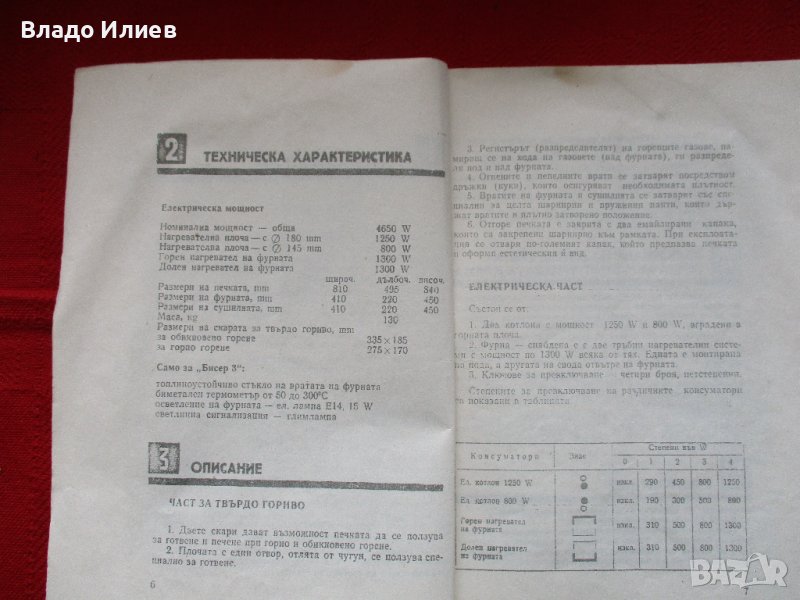 Владо Илиев
2 ТЕХНИЧЕСКА ХАРАКТЕРИСТИКА
Електрическа мощност
Номинална мощност — обща 4650 W
Нагревателна плоча — с ∅ 180 mm 1250 W
Нагревателна плоча — с ∅ 145 mm 800 W
Горен нагревател на фурната 1300 W
Долен нагревател на фурната 1300 W
широч. дълбоч. височ.
Размери на печката, mm 810 495 840
Размери на фурната, mm 410 220 450
Размери на сушилнята, mm 410 220 450
Маса, kg 130
Размери на скарата за твърдо гориво, mm
за обикновено горене 335×185
за горно горене 275×170
Само за „Бисер 3":
топлиноустойчиво стъкло на вратата на фурната
биметален термометър от 50 до 300°C
осветление на фурната — ел. лампа E14, 15 W
светлинна сигнализация — глимлампа
3 ОПИСАНИЕ
ЧАСТ ЗА ТВЪРДО ГОРИВО
1. Двете скари дават възможност печката да се ползува
за готвене и печене при горно и обикновено горене.
2. Плочата с един отвор, отлята от чугун, се ползува спе-
циално за готвене.
6
3. Регистърът (разпределителят) на горещите газове, на-
миращ се на хода на газовете (над фурната), ги разпреде-
ля под и над фурната.
4. Огневите и пепелните врати се затварят посредством
дръжки (куки), които осигуряват необходимата плътност.
5. Вратите на фурната и сушилнята се затварят със спе-
циални за целта шарнирни и пружинни панти, които дър-
жат вратите в плътно затворено положение.
6. Отгоре печката е закрита с два емайлирани капака,
които са закрепени шарнирно към рамката. При експлоата-
ция се отваря по-големият капак, който предпазва печката
и оформя естетическия ѝ вид.
ЕЛЕКТРИЧЕСКА ЧАСТ
Състои се от:
1. Два котлона с мощност 1250 W и 800 W, вградени в
горната плоча.
2. Фурна — снабдена с с две тръбни нагревателни систе-
ми с мощност по 1300 W всяка от тях. Едната е монтирана
на пода, а другата на свода отвътре на фурната.
3. Ключове за превключване — четири броя, петстепенни.
Степените за превключване на различните консуматори
са показани в таблицата.
Консуматори Знак Степени във W
0 1 2 3 4
Ел. котлон 1250 W изкл. 290 450 800 1250
Ел. котлон 800 W изкл. 190 300 500 800
Горен нагревател
на фурната изкл. 310 500 800 1300
Долен нагревател
на фурната изкл. 310 500 800 1300
7
BAZAR